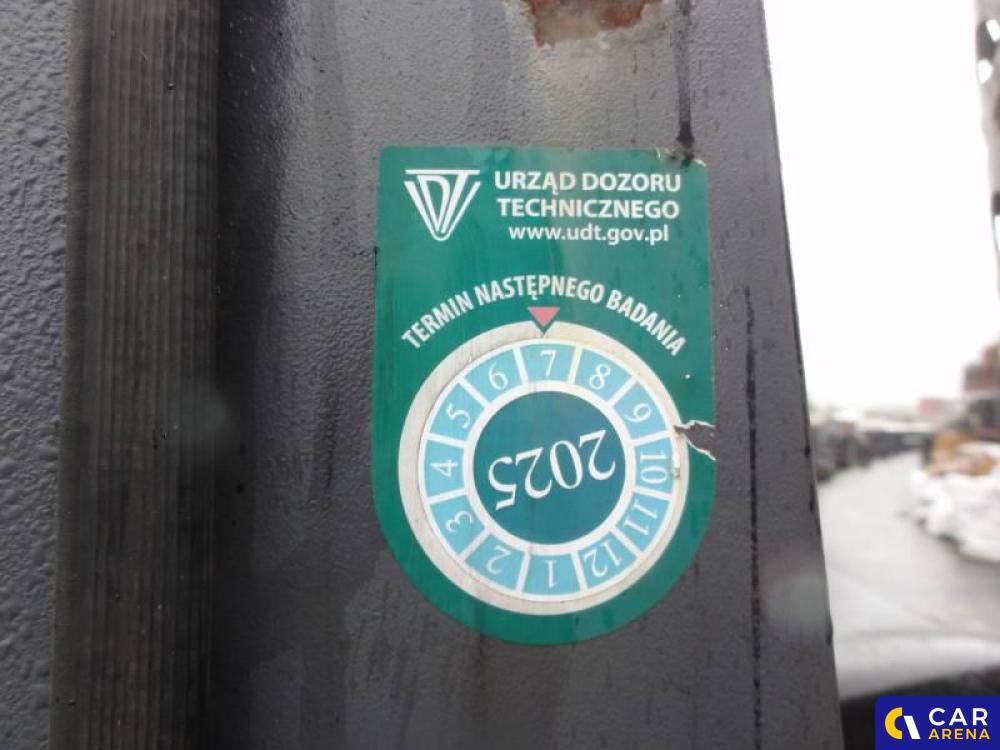 UDT
URZĄD DOZORU
TECHNICZNEGO
www.udt.gov.pl
TERMIN NASTĘPNEGO BADANIA
1 2 3 4 5 6 7 8 9 10 11 12
2025
CAR
ARENA